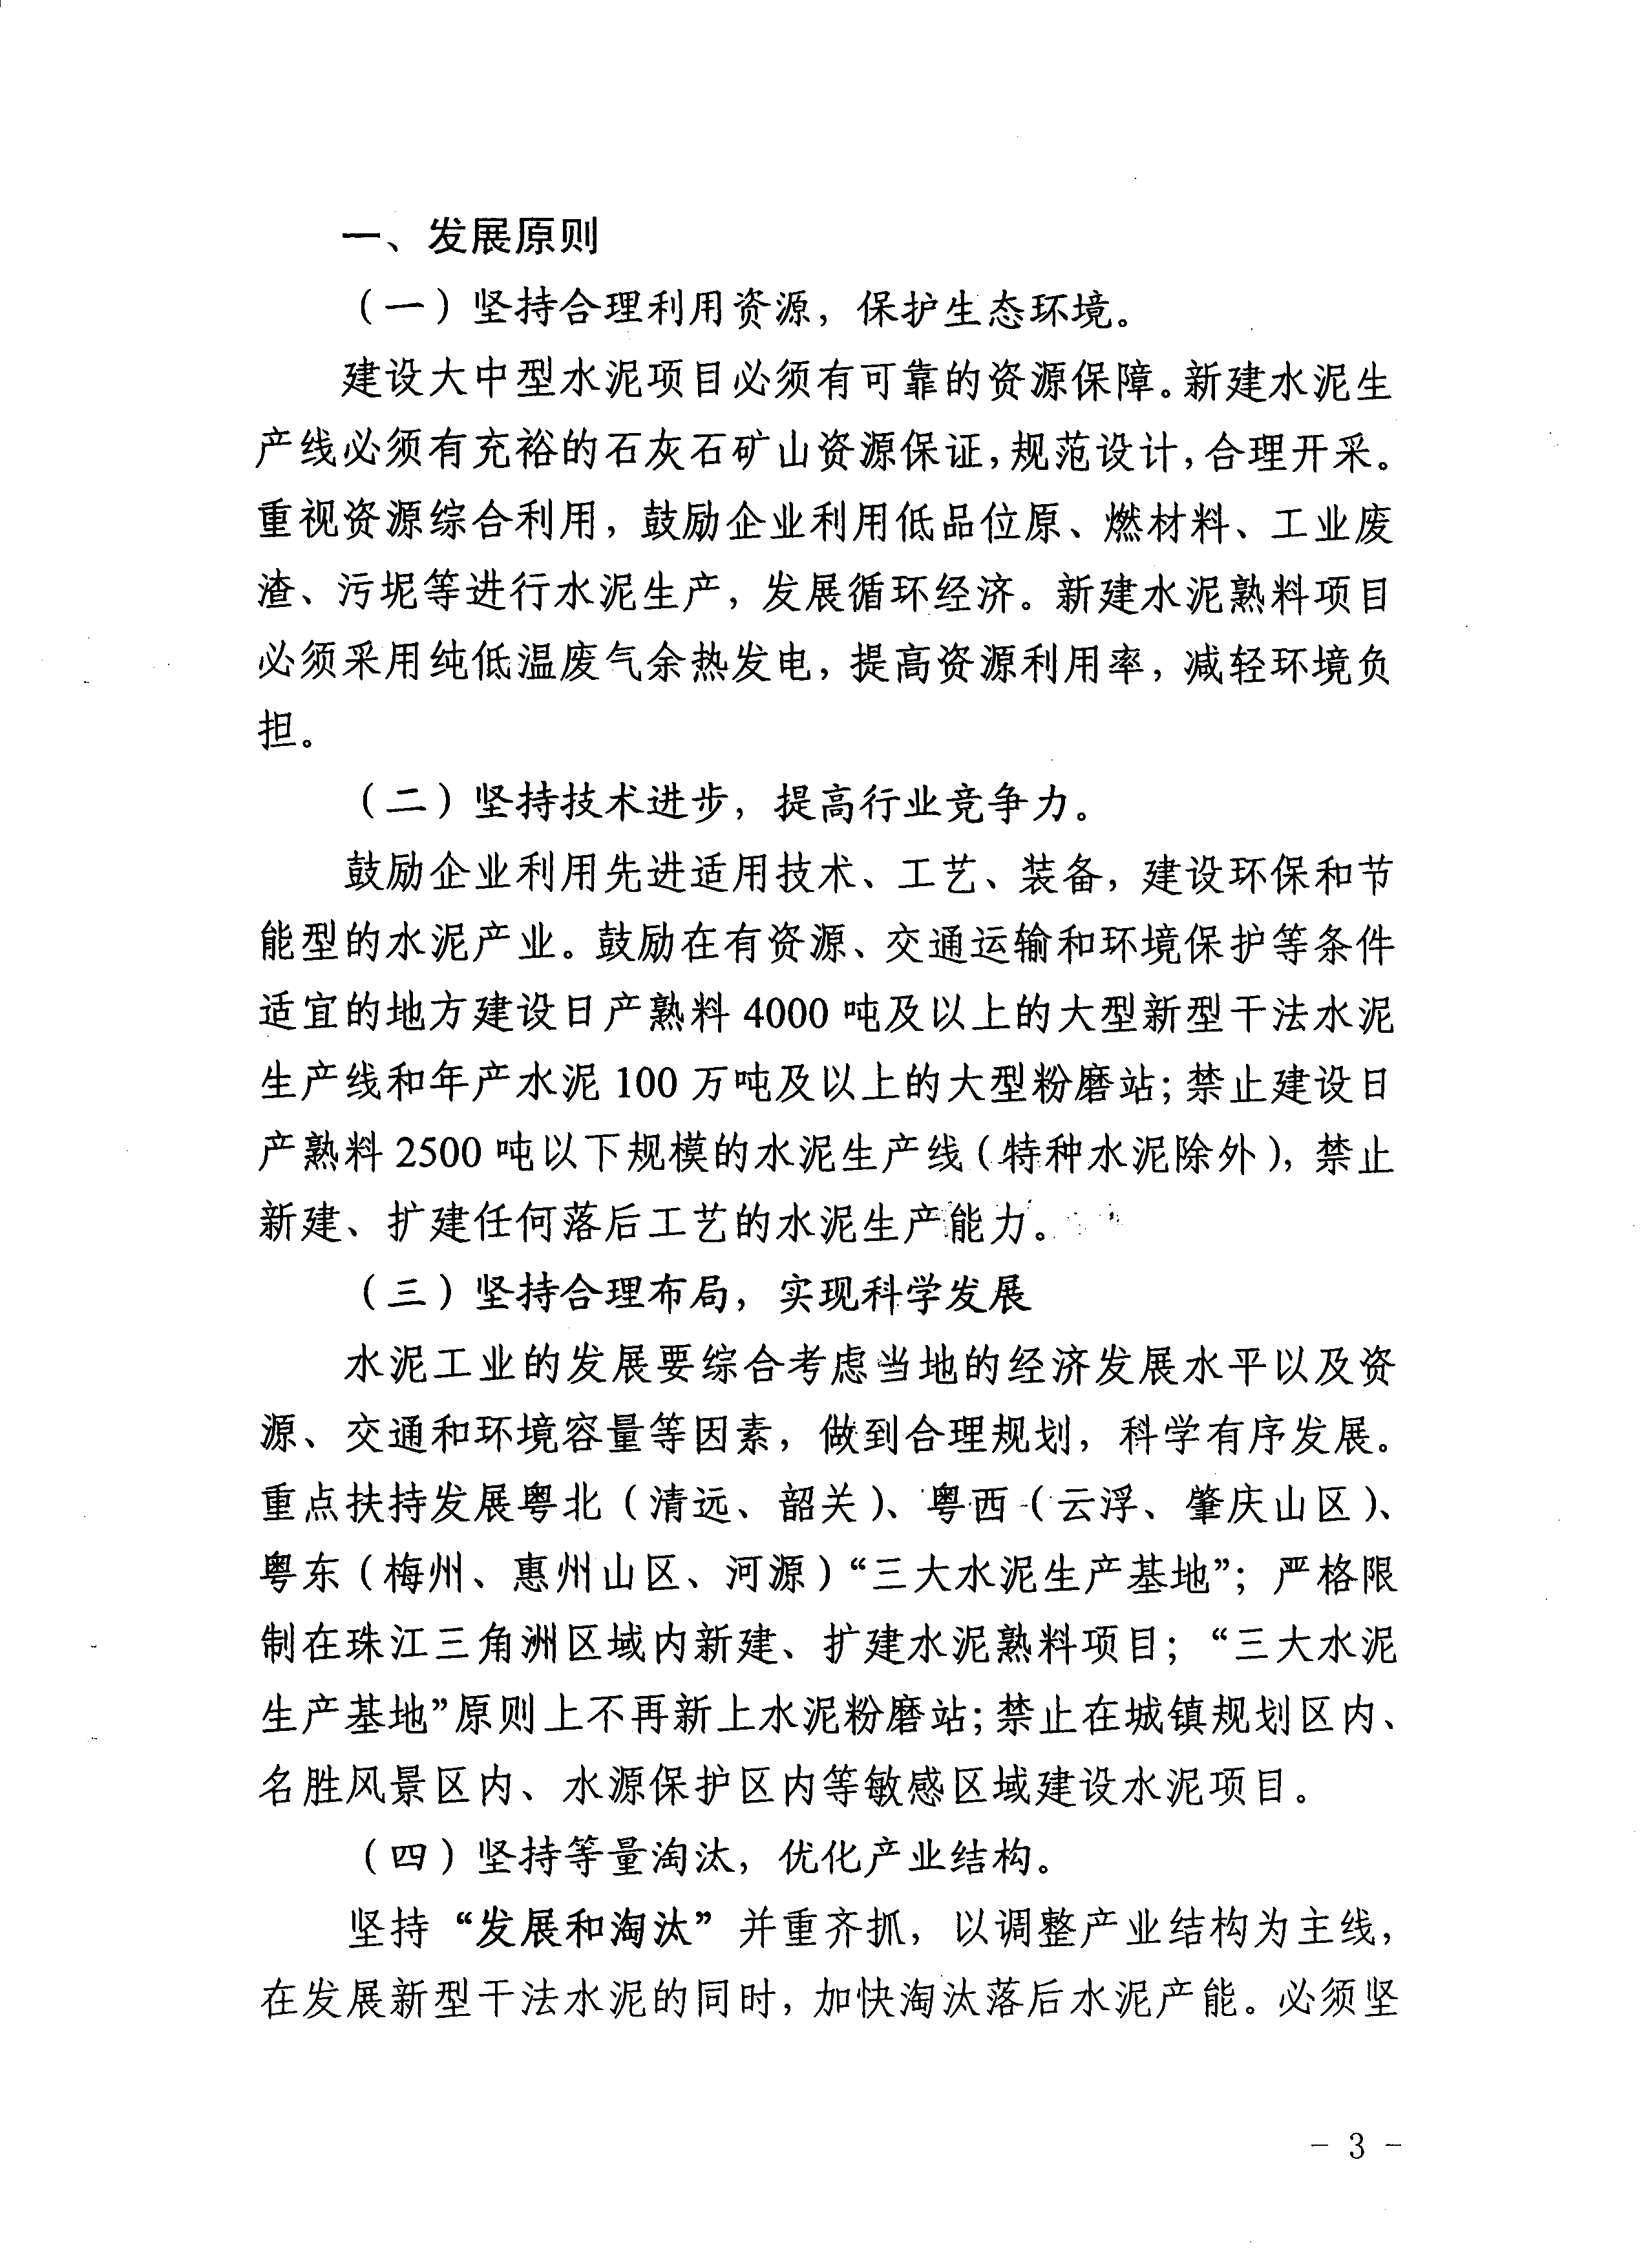 一、发展原则
（一）坚持合理利用资源，保护生态环境。
建设大中型水泥项目必须有可靠的资源保障。新建水泥生
产线必须有充裕的石灰石矿山资源保证，规范设计，合理开采。
重视资源综合利用，鼓励企业利用低品位原、燃材料、工业废
渣、污坭等进行水泥生产，发展循环经济。新建水泥熟料项目
必须采用纯低温废气余热发电，提高资源利用率，减轻环境负
担。
（二）坚持技术进步，提高行业竞争力。
鼓励企业利用先进适用技术、工艺、装备，建设环保和节
能型的水泥产业。鼓励在有资源、交通运输和环境保护等条件
适宜的地方建设日产熟料 4000 吨及以上的大型新型干法水泥
生产线和年产水泥 100 万吨及以上的大型粉磨站；禁止建设日
产熟料 2500 吨以下规模的水泥生产线（特种水泥除外），禁止
新建、扩建任何落后工艺的水泥生产能力。
（三）坚持合理布局，实现科学发展
水泥工业的发展要综合考虑当地的经济发展水平以及资
源、交通和环境容量等因素，做到合理规划，科学有序发展。
重点扶持发展粤北（清远、韶关）、粤西（云浮、肇庆山区）、
粤东（梅州、惠州山区、河源）“三大水泥生产基地”；严格限
制在珠江三角洲区域内新建、扩建水泥熟料项目；“三大水泥
生产基地”原则上不再新上水泥粉磨站；禁止在城镇规划区内、
名胜风景区内、水源保护区内等敏感区域建设水泥项目。
（四）坚持等量淘汰，优化产业结构。
坚持“发展和淘汰”并重齐抓，以调整产业结构为主线，
在发展新型干法水泥的同时，加快淘汰落后水泥产能。必须坚
- 3 -